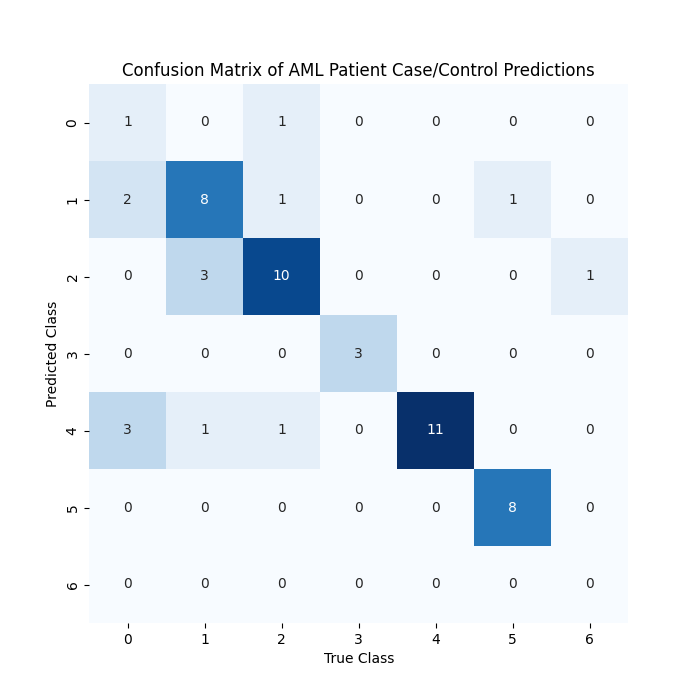 Confusion Matrix of AML Patient Case/Control Predictions
0 1 0 1 0 0 0 0
1 2 8 1 0 0 1 0
2 0 3 10 0 0 0 1
3 0 0 0 3 0 0 0
4 3 1 1 0 11 0 0
5 0 0 0 0 0 8 0
6 0 0 0 0 0 0 0
Predicted Class
0 1 2 3 4 5 6
True Class